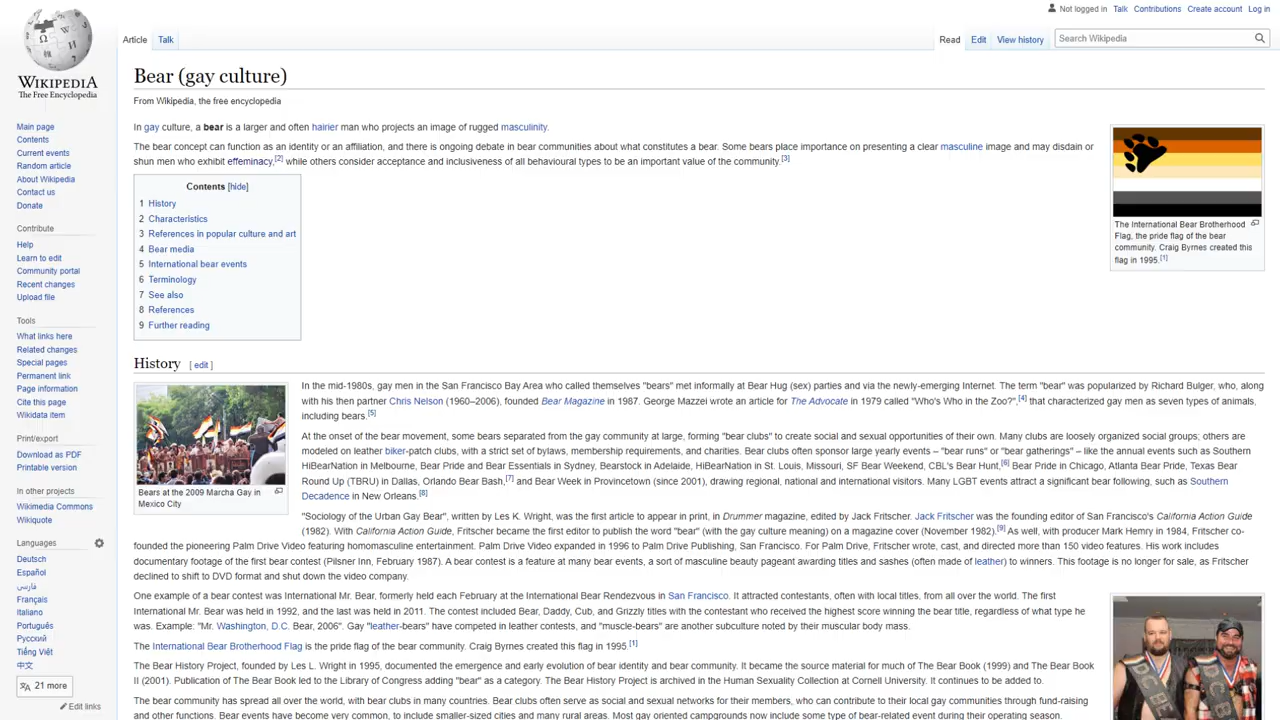 Not logged in Talk Contributions Create account Log in
WIKIPEDIA
The Free Encyclopedia
Article Talk
Read Edit View history Search Wikipedia
Main page
Contents
Current events
Random article
About Wikipedia
Contact us
Donate
Contribute
Help
Learn to edit
Community portal
Recent changes
Upload file
Tools
What links here
Related changes
Special pages
Permanent link
Page information
Cite this page
Wikidata item
Print/export
Download as PDF
Printable version
In other projects
Wikimedia Commons
Wikiquote
Languages
Deutsch
Español
فارسی
Français
Italiano
Português
Русский
Tiếng Việt
中文
21 more
Edit links
Bear (gay culture)
From Wikipedia, the free encyclopedia
In gay culture, a bear is a larger and often hairier man who projects an image of rugged masculinity.
The bear concept can function as an identity or an affiliation, and there is ongoing debate in bear communities about what constitutes a bear. Some bears place importance on presenting a clear masculine image and may disdain or
shun men who exhibit effeminacy,[2] while others consider acceptance and inclusiveness of all behavioural types to be an important value of the community.[3]
The International Bear Brotherhood
Flag, the pride flag of the bear
community. Craig Byrnes created this
flag in 1995.[1]
Contents [hide]
1 History
2 Characteristics
3 References in popular culture and art
4 Bear media
5 International bear events
6 Terminology
7 See also
8 References
9 Further reading
History [ edit ]
Bears at the 2009 Marcha Gay in
Mexico City
In the mid-1980s, gay men in the San Francisco Bay Area who called themselves "bears" met informally at Bear Hug (sex) parties and via the newly-emerging Internet. The term "bear" was popularized by Richard Bulger, who, along
with his then partner Chris Nelson (1960–2006), founded Bear Magazine in 1987. George Mazzei wrote an article for The Advocate in 1979 called "Who's Who in the Zoo?",[4] that characterized gay men as seven types of animals,
including bears.[5]
At the onset of the bear movement, some bears separated from the gay community at large, forming "bear clubs" to create social and sexual opportunities of their own. Many clubs are loosely organized social groups; others are
modeled on leather biker-patch clubs, with a strict set of bylaws, membership requirements, and charities. Bear clubs often sponsor large yearly events – "bear runs" or "bear gatherings" – like the annual events such as Southern
HiBearNation in Melbourne, Bear Pride and Bear Essentials in Sydney, Bearstock in Adelaide, HiBearNation in St. Louis, Missouri, SF Bear Weekend, CBL's Bear Hunt,[6] Bear Pride in Chicago, Atlanta Bear Pride, Texas Bear
Round Up (TBRU) in Dallas, Orlando Bear Bash,[7] and Bear Week in Provincetown (since 2001), drawing regional, national and international visitors. Many LGBT events attract a significant bear following, such as Southern
Decadence in New Orleans.[8]
"Sociology of the Urban Gay Bear", written by Les K. Wright, was the first article to appear in print, in Drummer magazine, edited by Jack Fritscher. Jack Fritscher was the founding editor of San Francisco's California Action Guide
(1982). With California Action Guide, Fritscher became the first editor to publish the word "bear" (with the gay culture meaning) on a magazine cover (November 1982).[9] As well, with producer Mark Hemry in 1984, Fritscher co-
founded the pioneering Palm Drive Video featuring homomasculine entertainment. Palm Drive Video expanded in 1996 to Palm Drive Publishing, San Francisco. For Palm Drive, Fritscher wrote, cast, and directed more than 150 video features. His work includes
documentary footage of the first bear contest (Pilsner Inn, February 1987). A bear contest is a feature at many bear events, a sort of masculine beauty pageant awarding titles and sashes (often made of leather) to winners. This footage is no longer for sale, as Fritscher
declined to shift to DVD format and shut down the video company.
One example of a bear contest was International Mr. Bear, formerly held each February at the International Bear Rendezvous in San Francisco. It attracted contestants, often with local titles, from all over the world. The first
International Mr. Bear was held in 1992, and the last was held in 2011. The contest included Bear, Daddy, Cub, and Grizzly titles with the contestant who received the highest score winning the bear title, regardless of what type he
was. Example: "Mr. Washington, D.C. Bear, 2006". Gay "leather-bears" have competed in leather contests, and "muscle-bears" are another subculture noted by their muscular body mass.
The International Bear Brotherhood Flag is the pride flag of the bear community. Craig Byrnes created this flag in 1995.[1]
The Bear History Project, founded by Les L. Wright in 1995, documented the emergence and early evolution of bear identity and bear community. It became the source material for much of The Bear Book (1999) and The Bear Book
II (2001). Publication of The Bear Book led to the Library of Congress adding "bear" as a category. The Bear History Project is archived in the Human Sexuality Collection at Cornell University. It continues to be added to.
The bear community has spread all over the world, with bear clubs in many countries. Bear clubs often serve as social and sexual networks for their members, who can contribute to their local gay communities through fund-raising
and other functions. Bear events have become very common, to include smaller-sized cities and many rural areas. Most gay oriented campgrounds now include some type of bear-related event during their operating season.